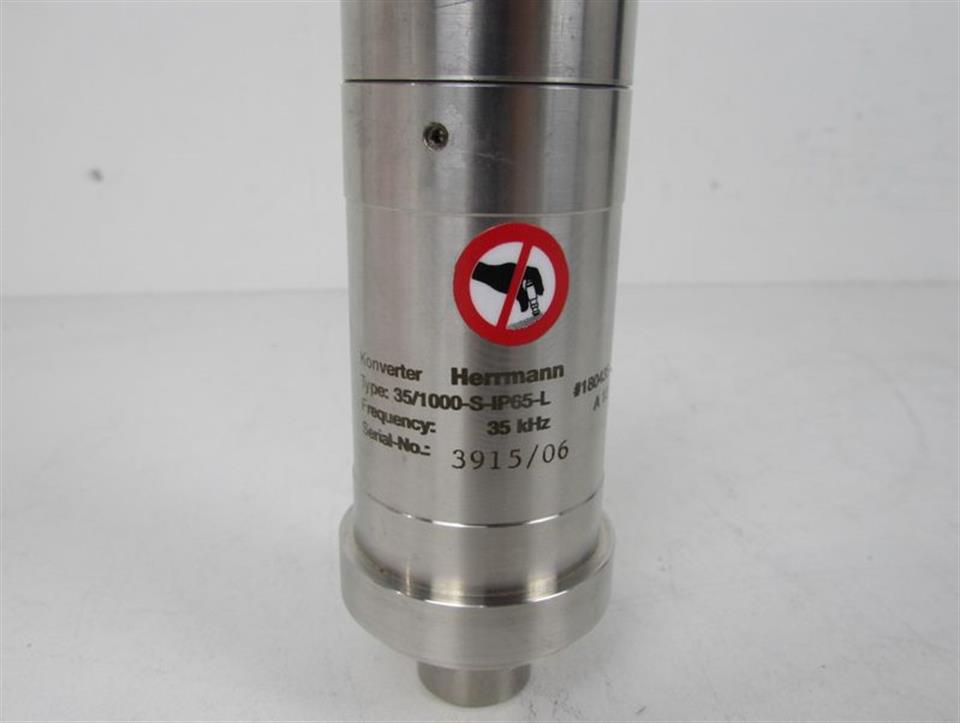 Konverter Herrmann
Type: 35/1000-S-IP65-L
Frequency: 35 kHz
Serial-No.: 3915/06